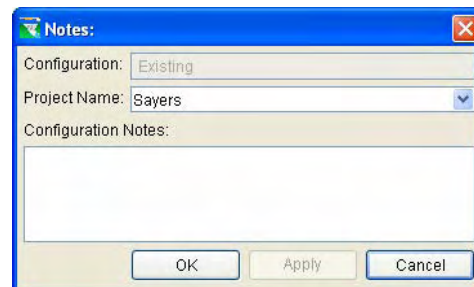 Notes:
Configuration: Existing
Project Name: Sayers
Configuration Notes:
OK Apply Cancel